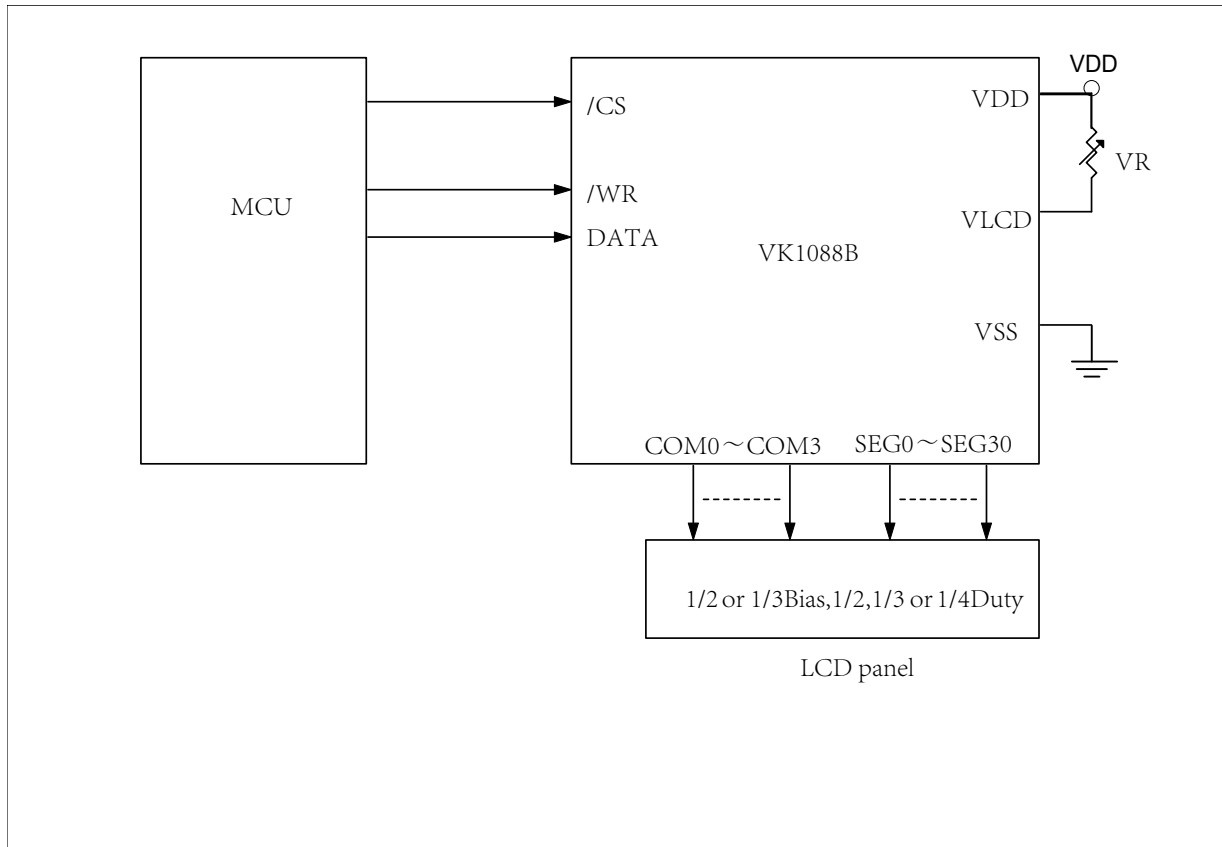 VDD
/CS
VDD
VR
MCU
/WR
DATA
VLCD
VK1088B
VSS
COM0～COM3
SEG0～SEG30
1/2 or 1/3Bias,1/2,1/3 or 1/4Duty
LCD panel